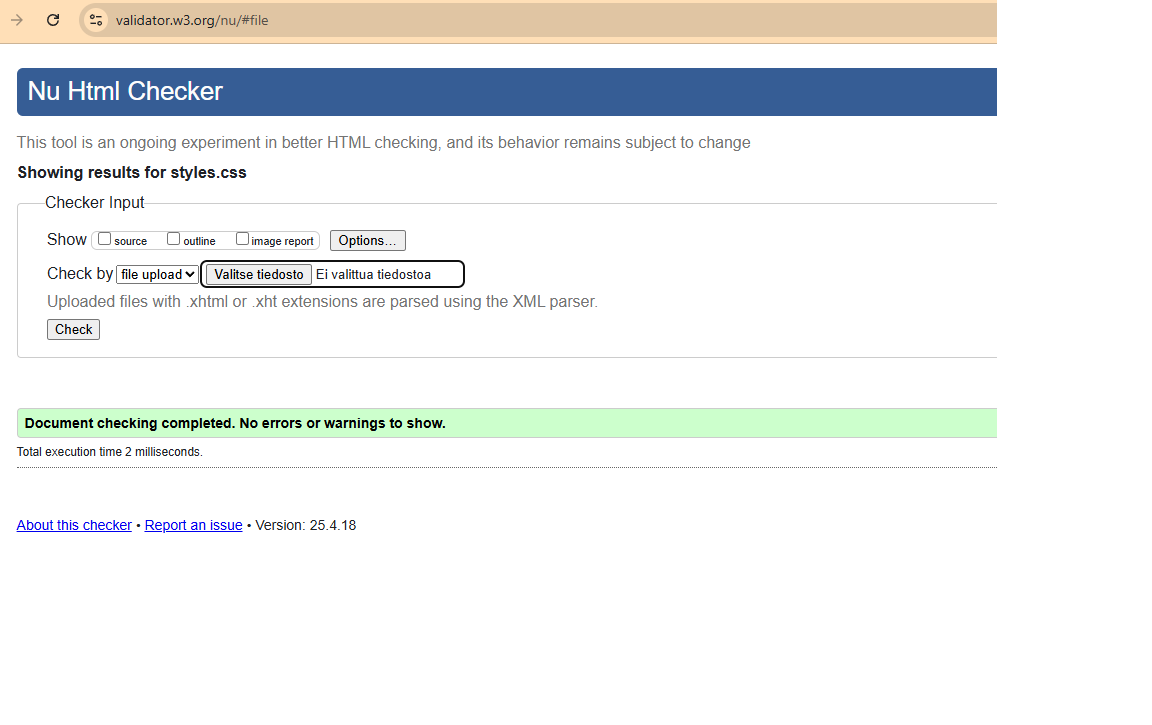 validator.w3.org/nu/#file
Nu Html Checker
This tool is an ongoing experiment in better HTML checking, and its behavior remains subject to change
Showing results for styles.css
Checker Input
Show source outline image report Options...
Check by file upload Valitse tiedosto Ei valittua tiedostoa
Uploaded files with .xhtml or .xht extensions are parsed using the XML parser.
Check
Document checking completed. No errors or warnings to show.
Total execution time 2 milliseconds.
About this checker • Report an issue • Version: 25.4.18